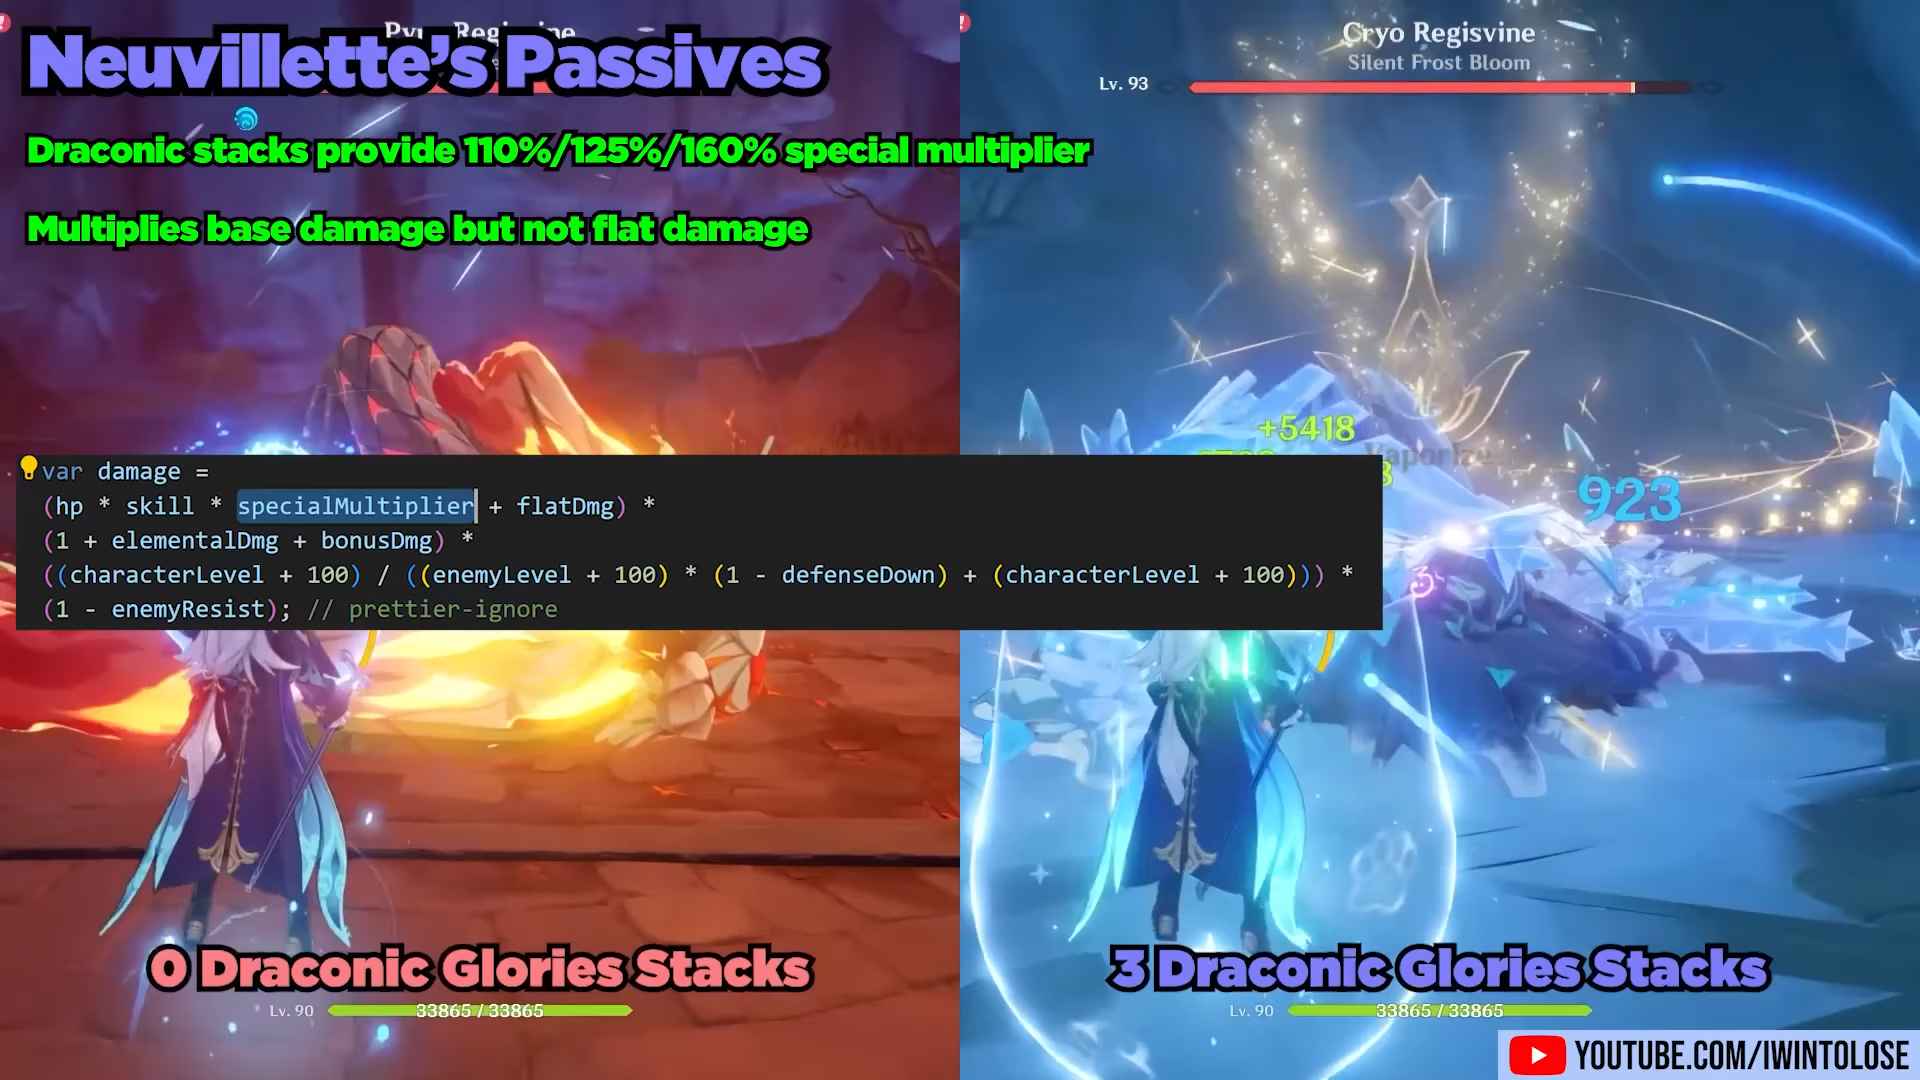 Neuvillette's Passives
Cryo Regisvine
Silent Frost Bloom
Lv. 93
Draconic stacks provide 110%/125%/160% special multiplier
Multiplies base damage but not flat damage
+5418
Vaporize
923
var damage =
(hp * skill * specialMultiplier + flatDmg) *
(1 + elementalDmg + bonusDmg) *
((characterLevel + 100) / ((enemyLevel + 100) * (1 - defenseDown) + (characterLevel + 100))) *
(1 - enemyResist); // prettier-ignore
0 Draconic Glories Stacks
3 Draconic Glories Stacks
Lv. 90
33865 / 33865
Lv. 90
33865 / 33865
YOUTUBE.COM/IWINTOLOSE